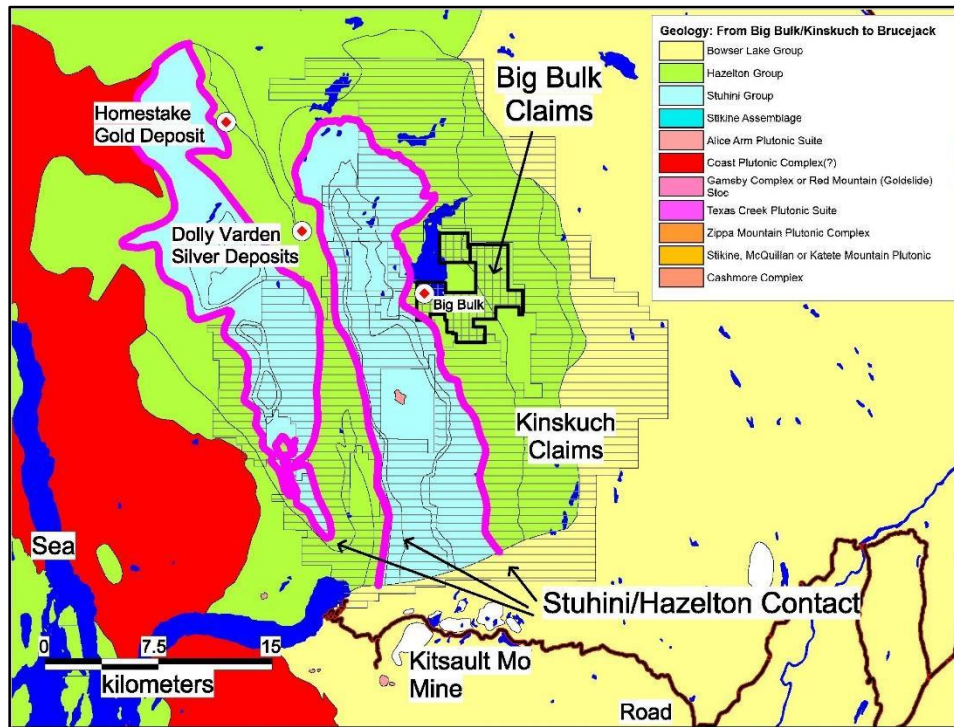 Geology: From Big Bulk/Kinskuch to Brucejack
Bowser Lake Group
Hazelton Group
Stuhini Group
Stikine Assemblage
Alice Arm Plutonic Suite
Coast Plutonic Complex(?)
Gameby Complex or Red Mountain (Goldslide)
Stoc
Texas Creek Plutonic Suite
Zippa Mountain Plutonic Complex
Stikine, McQuillan or Katete Mountain Plutonic
Cashmore Complex
Big Bulk
Claims
Homestake
Gold Deposit
Dolly Varden
Silver Deposits
Big Bulk
Kinskuch
Claims
Sea
Stuhini/Hazelton Contact
0 7.5 15
kilometers
Kitsault Mo
Mine
Road